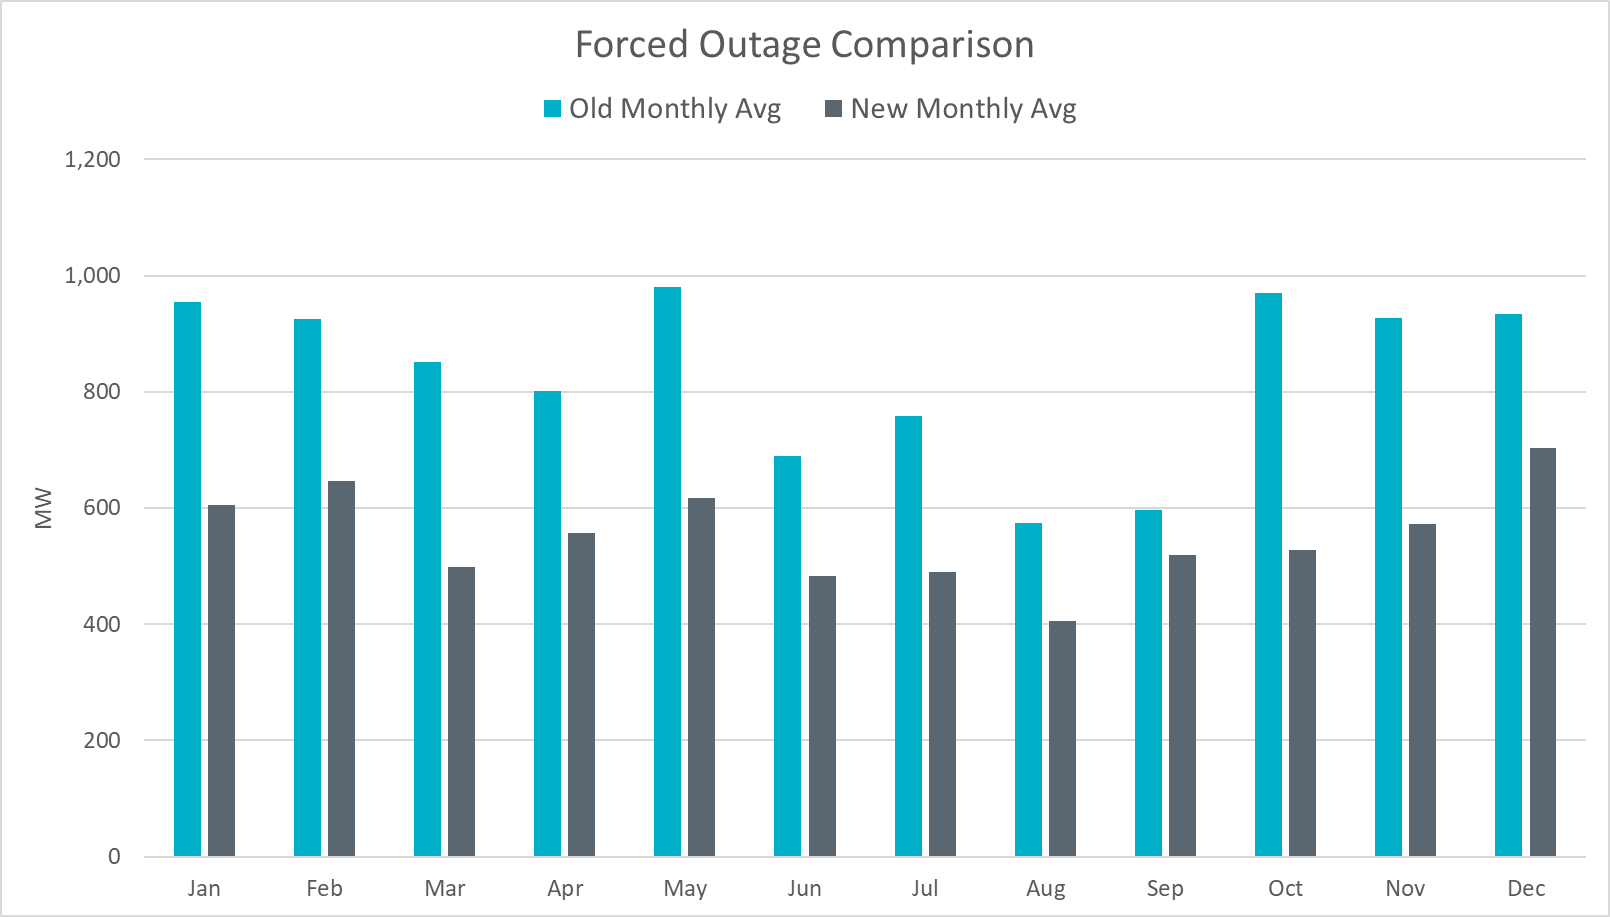 Forced Outage Comparison
Old Monthly Avg New Monthly Avg
1,200
1,000
800
600
400
200
0
MW
Jan Feb Mar Apr May Jun Jul Aug Sep Oct Nov Dec